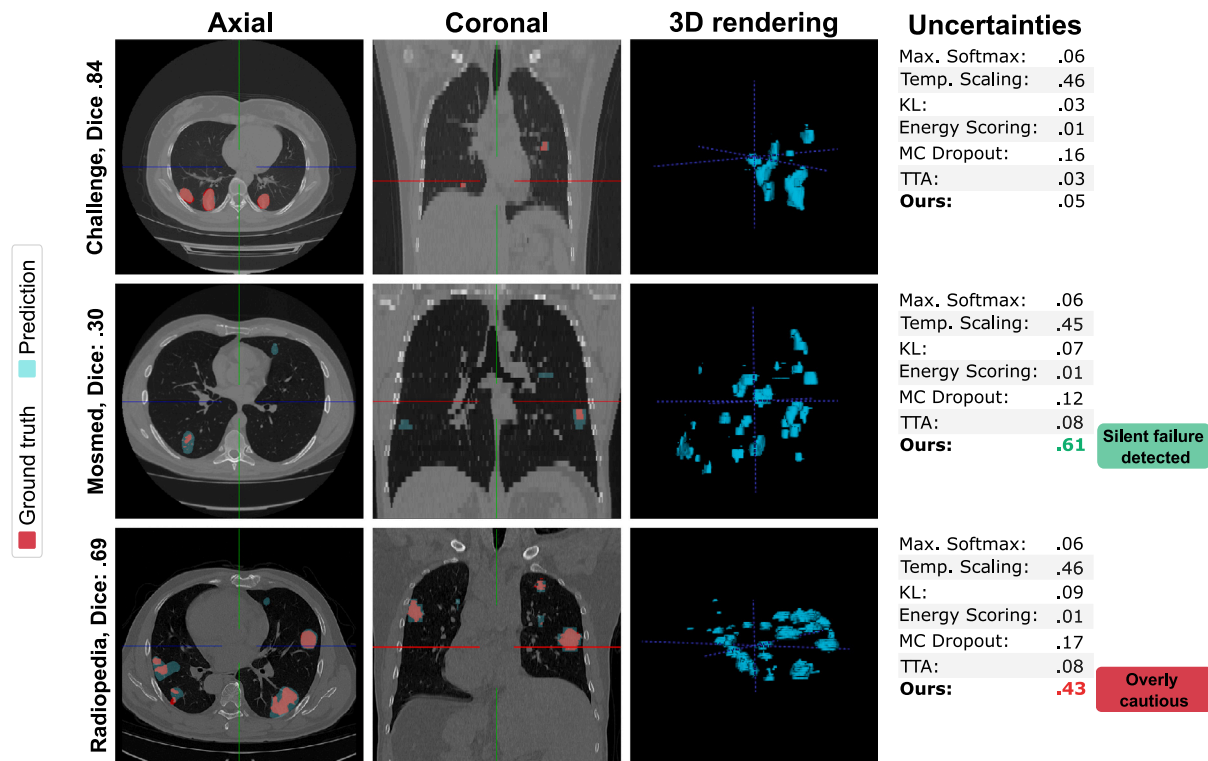 Axial
Coronal
3D rendering
Uncertainties
Ground truth
Prediction
Challenge, Dice .84
Max. Softmax: .06
Temp. Scaling: .46
KL: .03
Energy Scoring: .01
MC Dropout: .16
TTA: .03
Ours: .05
Mosmed, Dice: .30
Max. Softmax: .06
Temp. Scaling: .45
KL: .07
Energy Scoring: .01
MC Dropout: .12
TTA: .08
Ours: .61
Silent failure
detected
Radiopedia, Dice: .69
Max. Softmax: .06
Temp. Scaling: .46
KL: .09
Energy Scoring: .01
MC Dropout: .17
TTA: .08
Ours: .43
Overly
cautious